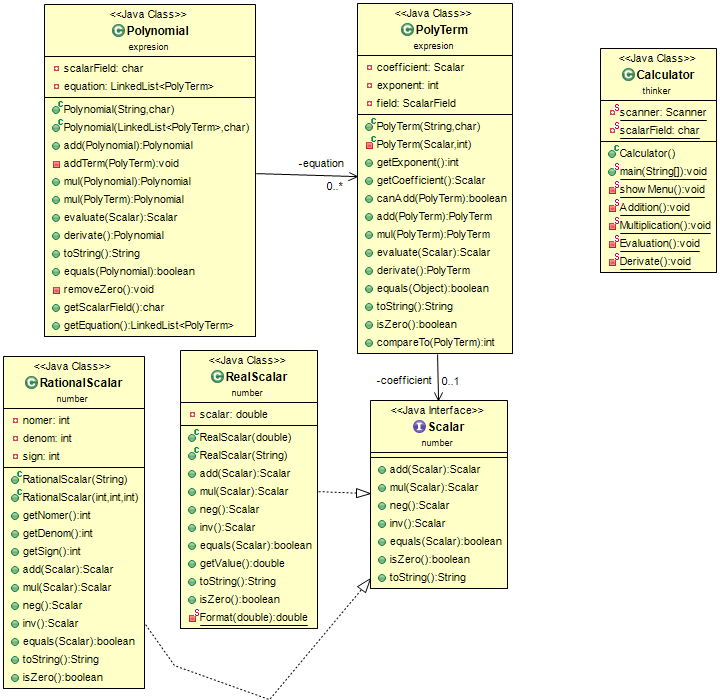 <<Java Class>>
Polynomial
expresion
scalarField: char
equation: LinkedList<PolyTerm>
Polynomial(String,char)
Polynomial(LinkedList<PolyTerm>,char)
add(Polynomial):Polynomial
addTerm(PolyTerm):void
mul(Polynomial):Polynomial
mul(PolyTerm):Polynomial
evaluate(Scalar):Scalar
derivate():Polynomial
toString():String
equals(Polynomial):boolean
removeZero():void
getScalarField():char
getEquation():LinkedList<PolyTerm>
-equation
0..*
<<Java Class>>
PolyTerm
expresion
coefficient: Scalar
exponent: int
field: ScalarField
PolyTerm(String,char)
PolyTerm(Scalar,int)
getExponent():int
getCoefficient():Scalar
canAdd(PolyTerm):boolean
add(PolyTerm):PolyTerm
mul(PolyTerm):PolyTerm
evaluate(Scalar):Scalar
derivate():PolyTerm
equals(Object):boolean
toString():String
isZero():boolean
compareTo(PolyTerm):int
<<Java Class>>
Calculator
thinker
scanner: Scanner
scalarField: char
Calculator()
main(String[]):void
showMenu():void
Addition():void
Multiplication():void
Evaluation():void
Derivate():void
<<Java Class>>
RationalScalar
number
nomer: int
denom: int
sign: int
RationalScalar(String)
RationalScalar(int,int,int)
getNomer():int
getDenom():int
getSign():int
add(Scalar):Scalar
mul(Scalar):Scalar
neg():Scalar
inv():Scalar
equals(Scalar):boolean
toString():String
isZero():boolean
<<Java Class>>
RealScalar
number
scalar: double
RealScalar(double)
RealScalar(String)
add(Scalar):Scalar
mul(Scalar):Scalar
neg():Scalar
inv():Scalar
equals(Scalar):boolean
getValue():double
toString():String
isZero():boolean
Format(double):double
-coefficient
0..1
<<Java Interface>>
Scalar
number
add(Scalar):Scalar
mul(Scalar):Scalar
neg():Scalar
inv():Scalar
equals(Scalar):boolean
isZero():boolean
toString():String